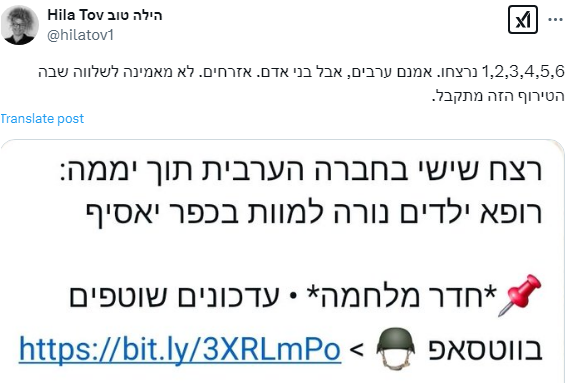 Hila Tov הילה טוב
@hilatov1
1,2,3,4,5,6 נרצחו. אמנם ערבים, אבל בני אדם. אזרחים. לא מאמינה לשלווה שבה
הטירוף הזה מתקבל.
Translate post
רצח שישי בחברה הערבית תוך יממה:
רופא ילדים נורה למוות בכפר יאסיף
📌*חדר מלחמה* • עדכונים שוטפים
בווטסאפ 🪖 > https://bit.ly/3XRLmPo